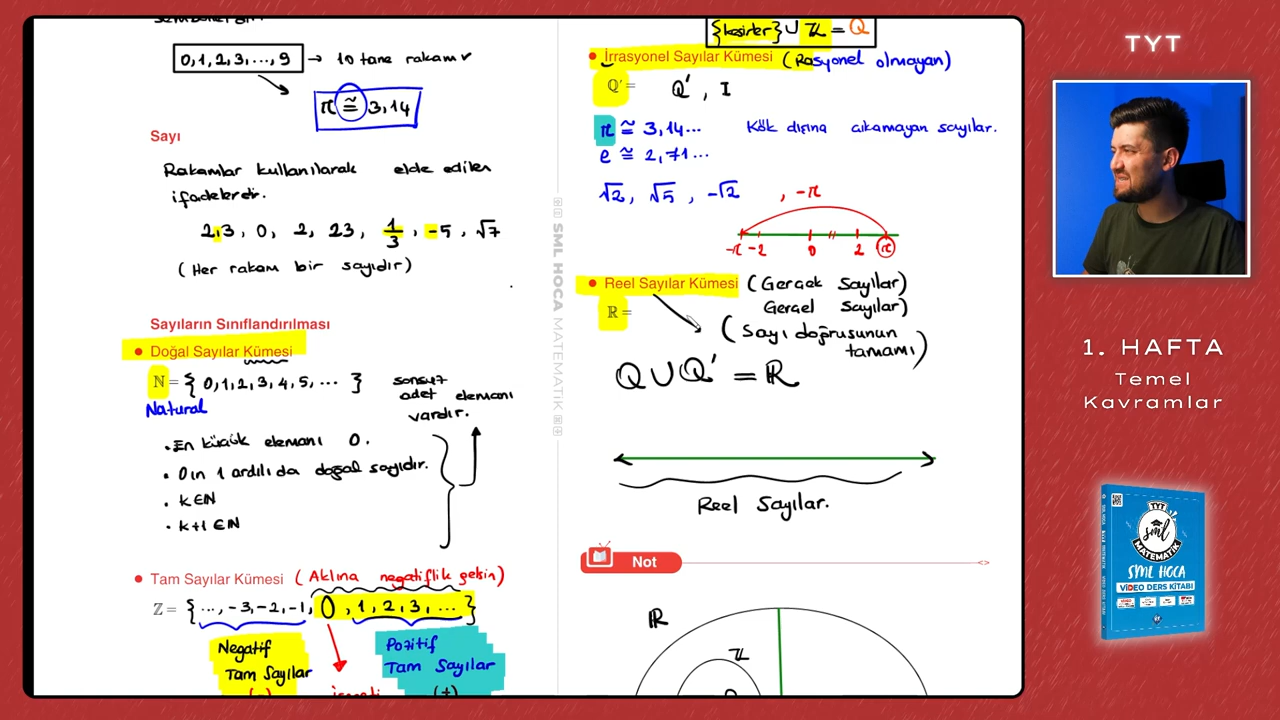 0,1,2,3,...,9 → 10 tane rakam
π ≅ 3,14
Sayı
Rakamlar kullanılarak elde edilen
ifadelerdir.
2,3, 0, 2, 23, 1/3, -5, √7
(Her rakam bir sayıdır)
Sayıların Sınıflandırılması
• Doğal Sayılar Kümesi
ℕ = { 0,1,2,3,4,5,... }
Natural
sonsuz
adet elemanı
vardır.
• En küçük elemanı 0.
• 0ın 1 ardılı da doğal sayıdır.
• k ∈ ℕ
• k+1 ∈ ℕ
• Tam Sayılar Kümesi (Aklına negatiflik gelsin)
ℤ = { ..., -3, -2, -1, 0, 1, 2, 3, ... }
Negatif
Tam Sayılar
(-)
işareti
Pozitif
Tam Sayılar
(+)
SML HOCA MATEMATİK
{kesirler} ∪ ℤ = Q
• İrrasyonel Sayılar Kümesi (Rasyonel olmayan)
Q' = Q', I
π ≅ 3,14... Kök dışına çıkamayan sayılar.
e ≅ 2,71...
√2, √5, -√2, -π
-π -2 0 2 π
• Reel Sayılar Kümesi (Gerçek Sayılar)
Gerçel Sayılar)
ℝ =
(Sayı doğrusunun
tamamı)
Q ∪ Q' = ℝ
Reel Sayılar.
Not
ℝ
ℤ
TYT
1. HAFTA
Temel
Kavramlar
TYT
sml
MATEMATİK
SML HOCA
VİDEO DERS KİTABI